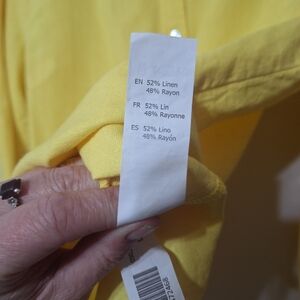 EN 52% Linen
48% Rayon
FR 52% Lin
48% Rayonne
ES 52% Lino
48% Rayón